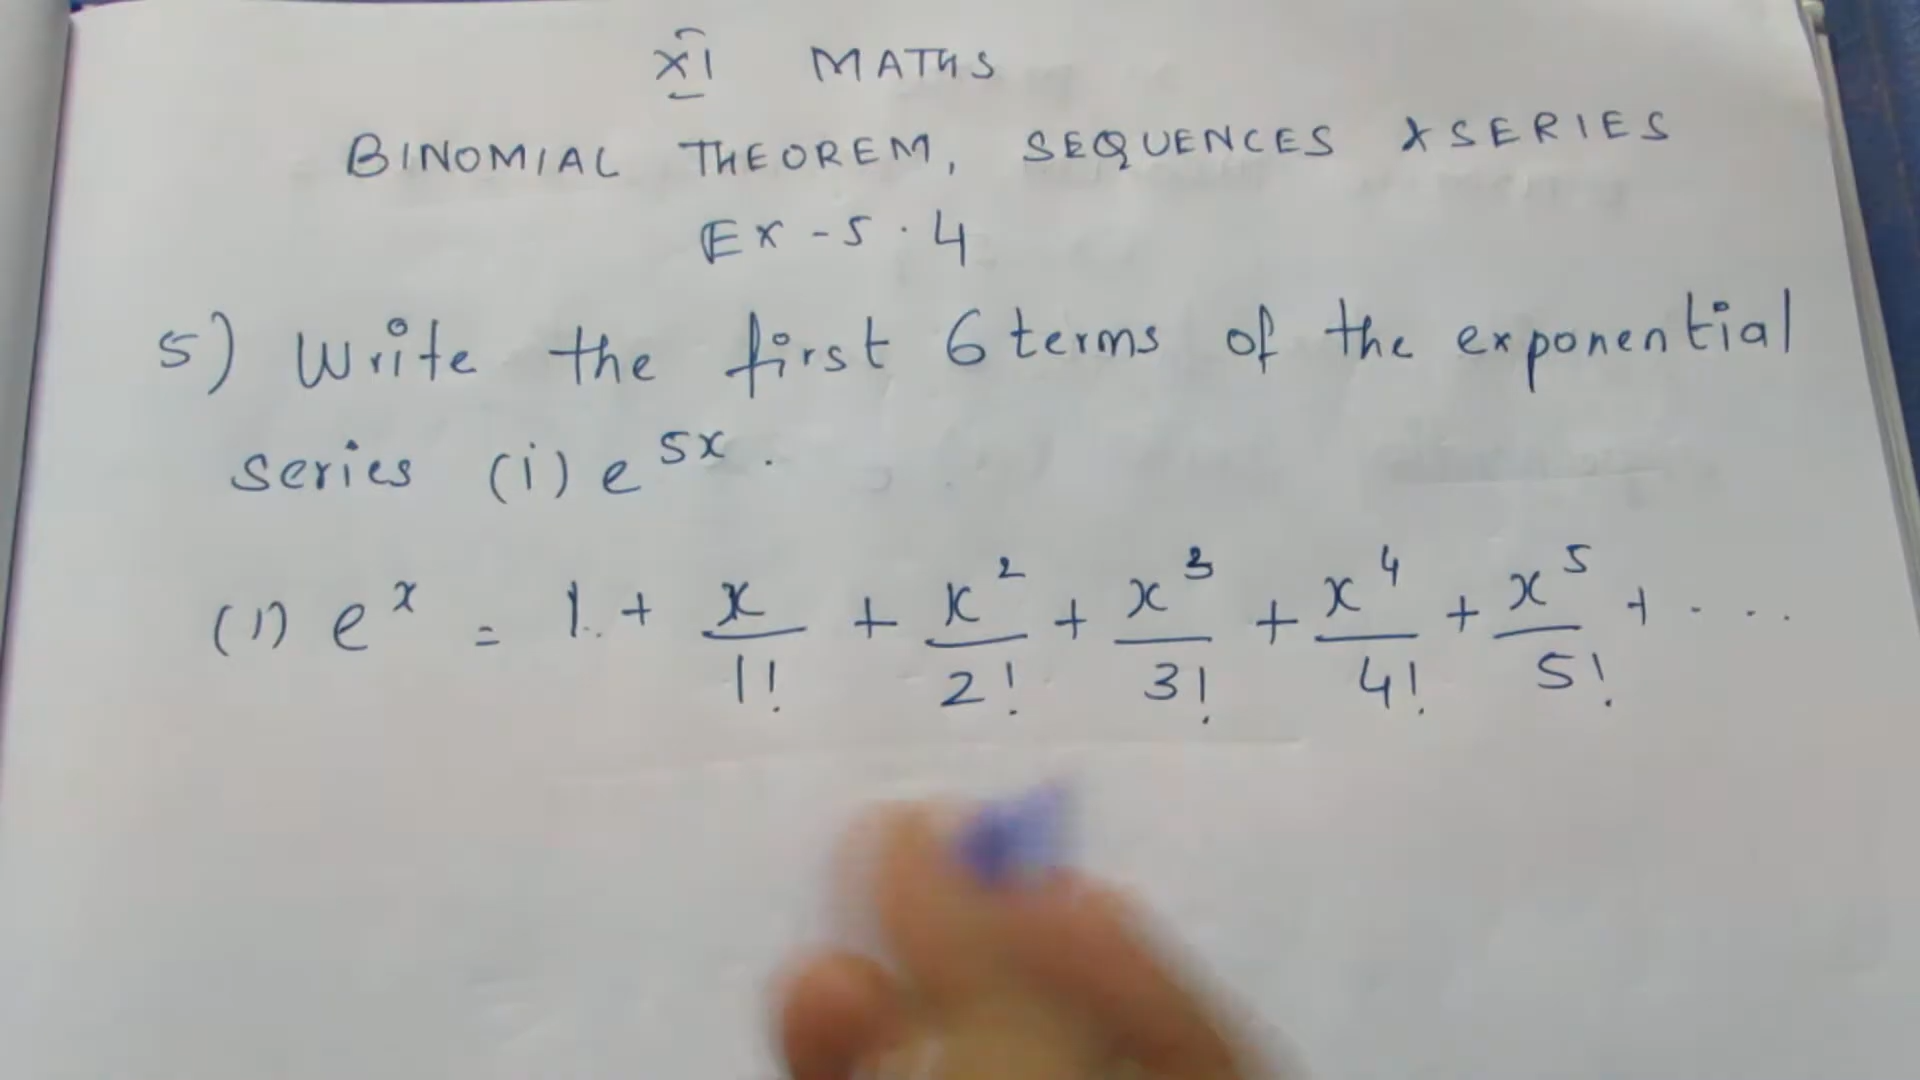 XI MATHS
BINOMIAL THEOREM, SEQUENCES & SERIES
Ex - 5.4
5) Write the first 6 terms of the exponential
series (i) e^{5x}.
(1) e^x = 1 + x/1! + x^2/2! + x^3/3! + x^4/4! + x^5/5! + ...